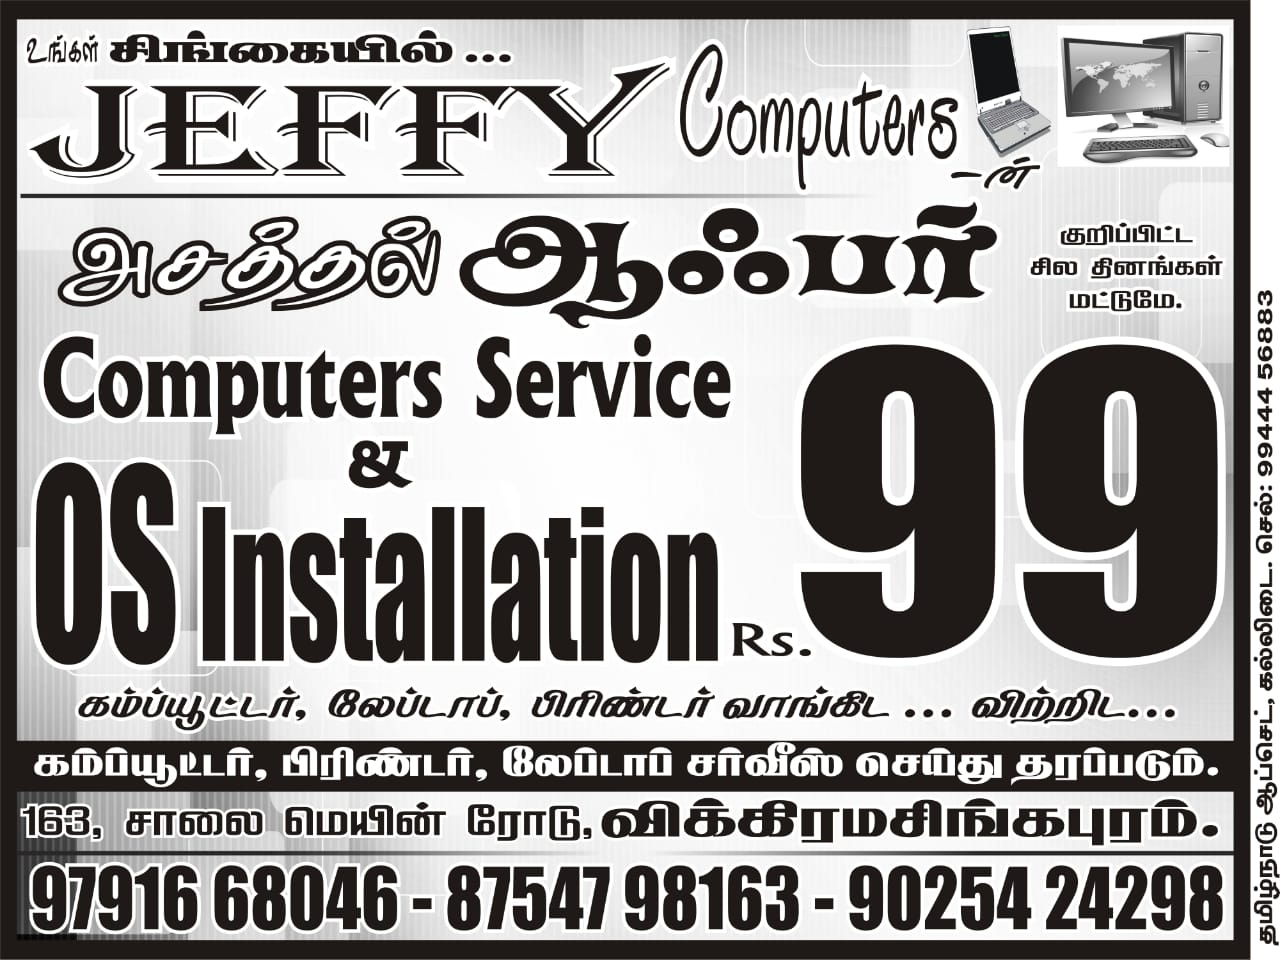 உங்கள் சிங்கையில் ...
JEFFY Computers -ன்
அசத்தல் ஆஃபர்
குறிப்பிட்ட
சில தினங்கள்
மட்டுமே.
Computers Service
&
OS Installation Rs. 99
கம்ப்யூட்டர், லேப்டாப், பிரிண்டர் வாங்கிட ... விற்றிட...
கம்ப்யூட்டர், பிரிண்டர், லேப்டாப் சர்வீஸ் செய்து தரப்படும்.
163, சாலை மெயின் ரோடு, விக்கிரமசிங்கபுரம்.
97916 68046 - 87547 98163 - 90254 24298
தமிழ்நாடு ஆப்செட், கல்லிடை. செல்: 99444 56883